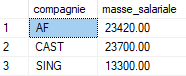 compagnie masse_salariale
1 AF 23420.00
2 CAST 23700.00
3 SING 13300.00